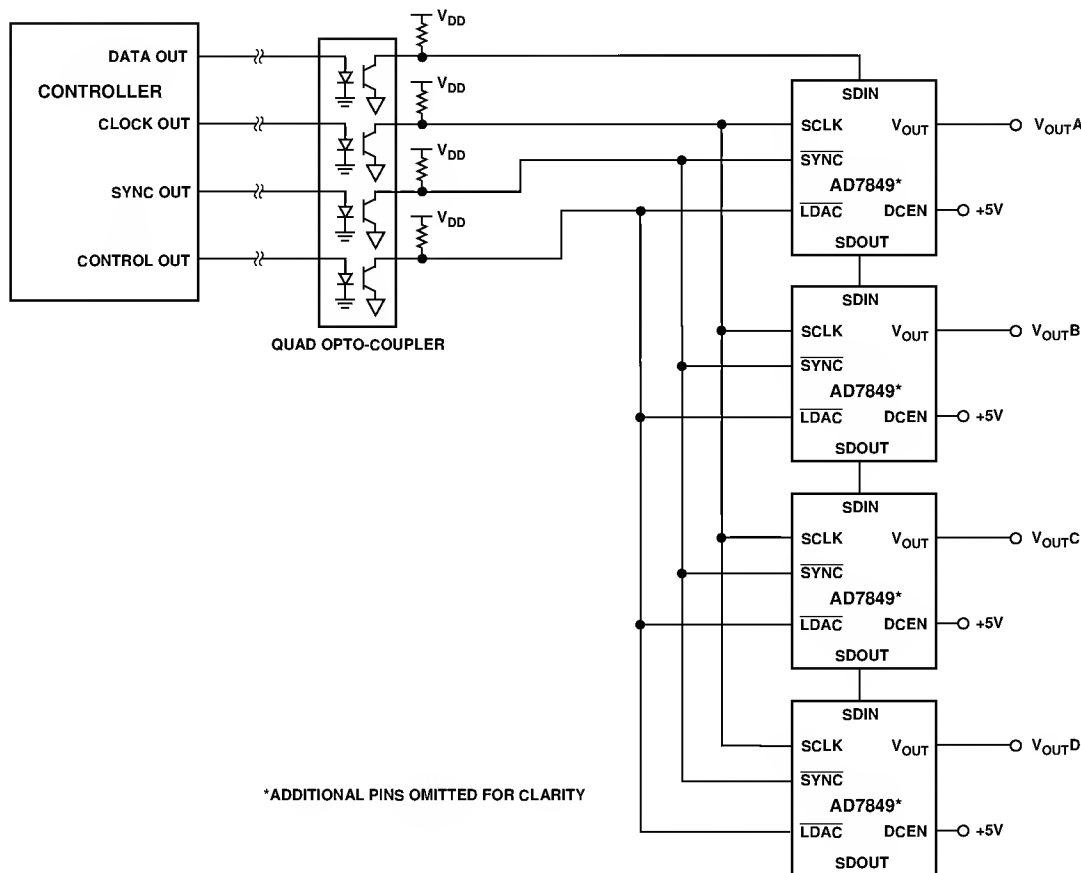 DATA OUT
CONTROLLER
CLOCK OUT
SYNC OUT
CONTROL OUT
QUAD OPTO-COUPLER
VDD
VDD
VDD
VDD
SDIN
SCLK
VOUT
VOUTA
SYNC
AD7849*
LDAC
DCEN
+5V
SDOUT
SDIN
SCLK
VOUT
VOUTB
SYNC
AD7849*
LDAC
DCEN
+5V
SDOUT
SDIN
SCLK
VOUT
VOUTC
SYNC
AD7849*
LDAC
DCEN
+5V
SDOUT
SDIN
SCLK
VOUT
VOUTD
SYNC
AD7849*
LDAC
DCEN
+5V
SDOUT
*ADDITIONAL PINS OMITTED FOR CLARITY